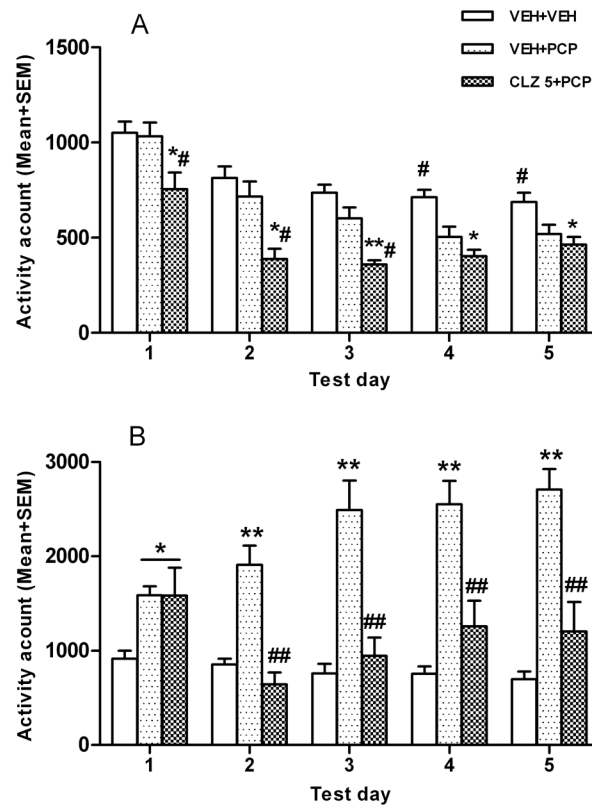 A
VEH+VEH
VEH+PCP
CLZ 5+PCP
Activity acount (Mean+SEM)
1500
1000
500
0
*#
*#
**#
#
*
#
*
1 2 3 4 5
Test day
B
Activity acount (Mean+SEM)
3000
2000
1000
0
*
**
##
**
##
**
##
**
##
1 2 3 4 5
Test day